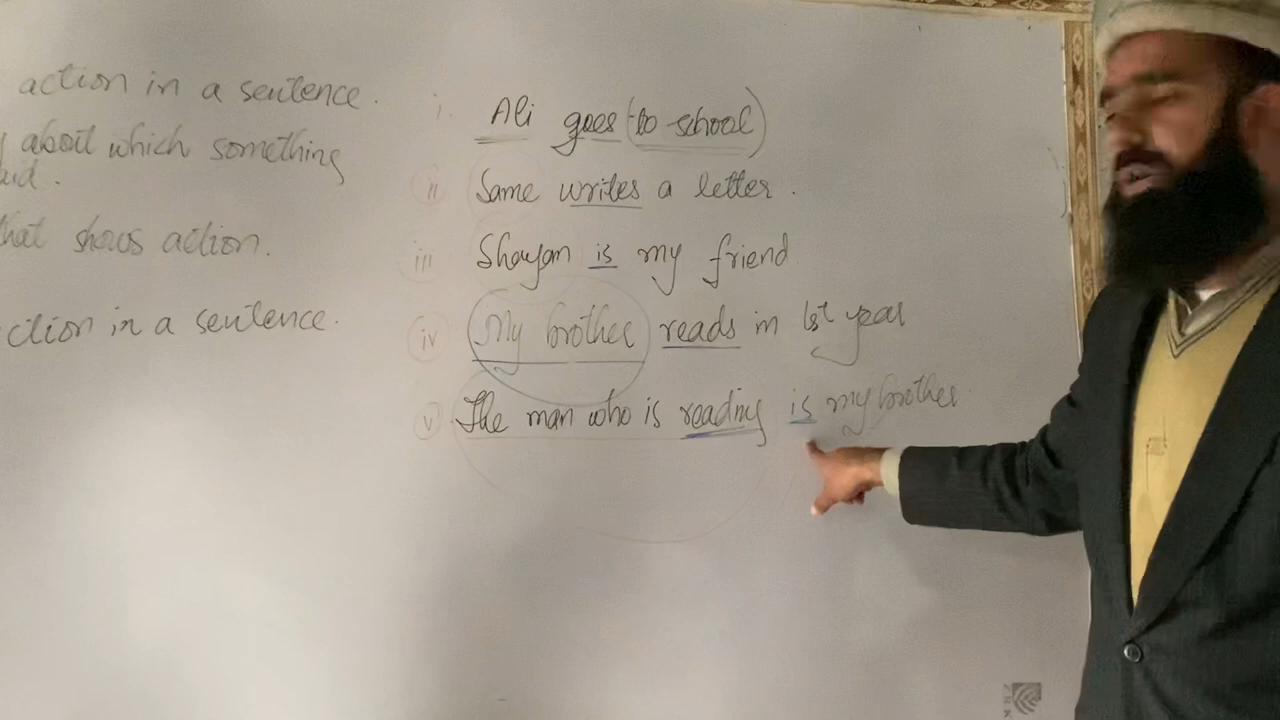 action in a sentence.
about which something
that shows action.
ction in a sentence.
i. Ali goes (to school)
ii Same writes a letter.
iii Shayan is my friend
iv My brother reads in 1st year
v The man who is reading is my brother.